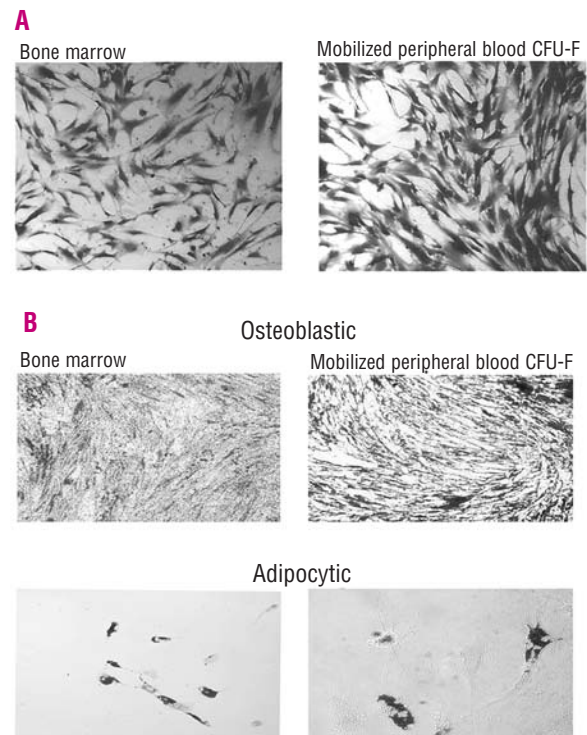 A
Bone marrow
Mobilized peripheral blood CFU-F
B
Osteoblastic
Bone marrow
Mobilized peripheral blood CFU-F
Adipocytic